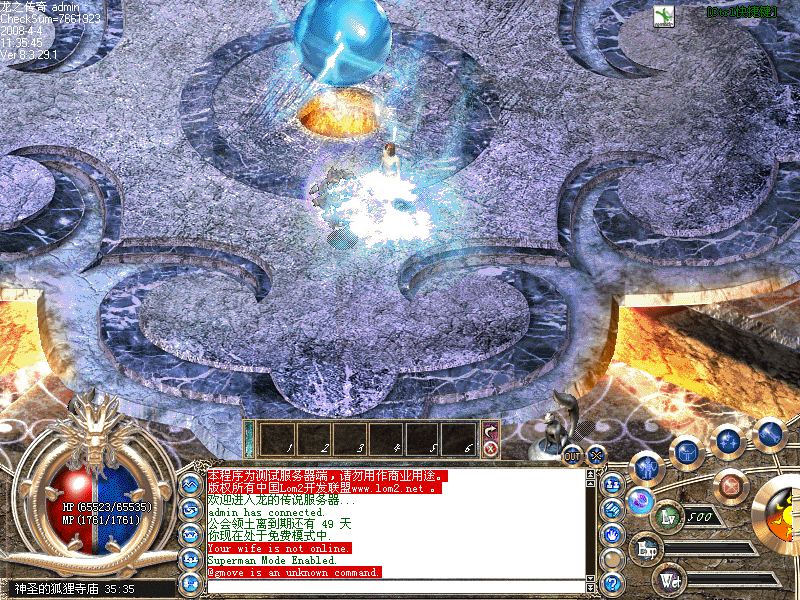 龙之传奇 admin
CheckSum=7661923
2008-4-4
11:35:45
Ver 8.3.29.1
1 2 3 4 5 6
OUT
HP (65523/65535)
MP (1761/1761)
本程序为测试服务器端，请勿用作商业用途。
版权所有中国Lom2开发联盟www.lom2.net 。
欢迎进入龙的传说服务器...
admin has connected.
公会领土离到期还有 49 天
你现在处于免费模式中.
Your wife is not online.
Superman Mode Enabled.
@gmove is an unknown command.
Lv 500
Exp
Wet
神圣的狐狸寺庙 35:35